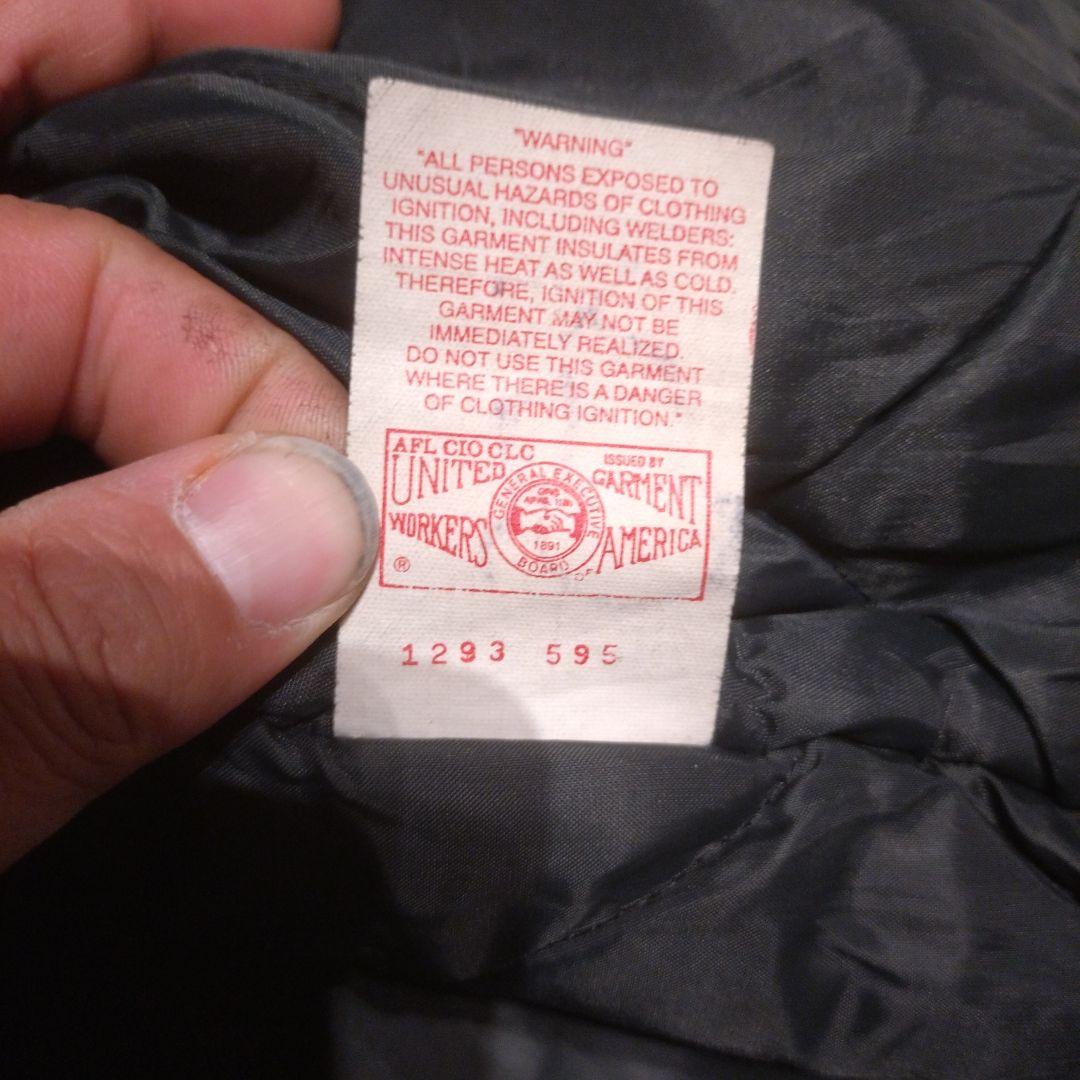 "WARNING"
"ALL PERSONS EXPOSED TO
UNUSUAL HAZARDS OF CLOTHING
IGNITION, INCLUDING WELDERS:
THIS GARMENT INSULATES FROM
INTENSE HEAT AS WELL AS COLD.
THEREFORE, IGNITION OF THIS
GARMENT MAY NOT BE
IMMEDIATELY REALIZED.
DO NOT USE THIS GARMENT
WHERE THERE IS A DANGER
OF CLOTHING IGNITION."
AFL CIO CLC
ISSUED BY
UNITED GARMENT
WORKERS OF AMERICA
GENERAL EXECUTIVE
BOARD
1891
®
1293 595